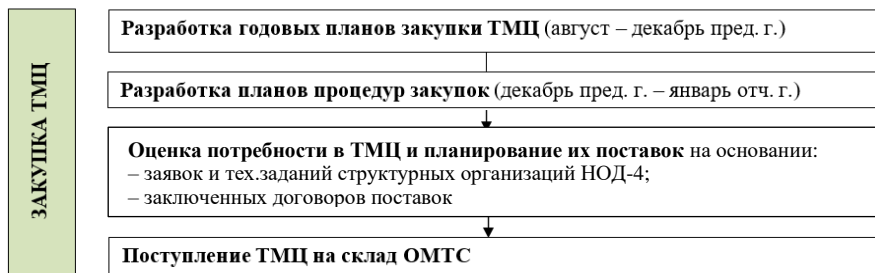 ЗАКУПКА ТМЦ
Разработка годовых планов закупки ТМЦ (август – декабрь пред. г.)
Разработка планов процедур закупок (декабрь пред. г. – январь отч. г.)
Оценка потребности в ТМЦ и планирование их поставок на основании:
– заявок и тех.заданий структурных организаций НОД-4;
– заключенных договоров поставок
Поступление ТМЦ на склад ОМТС